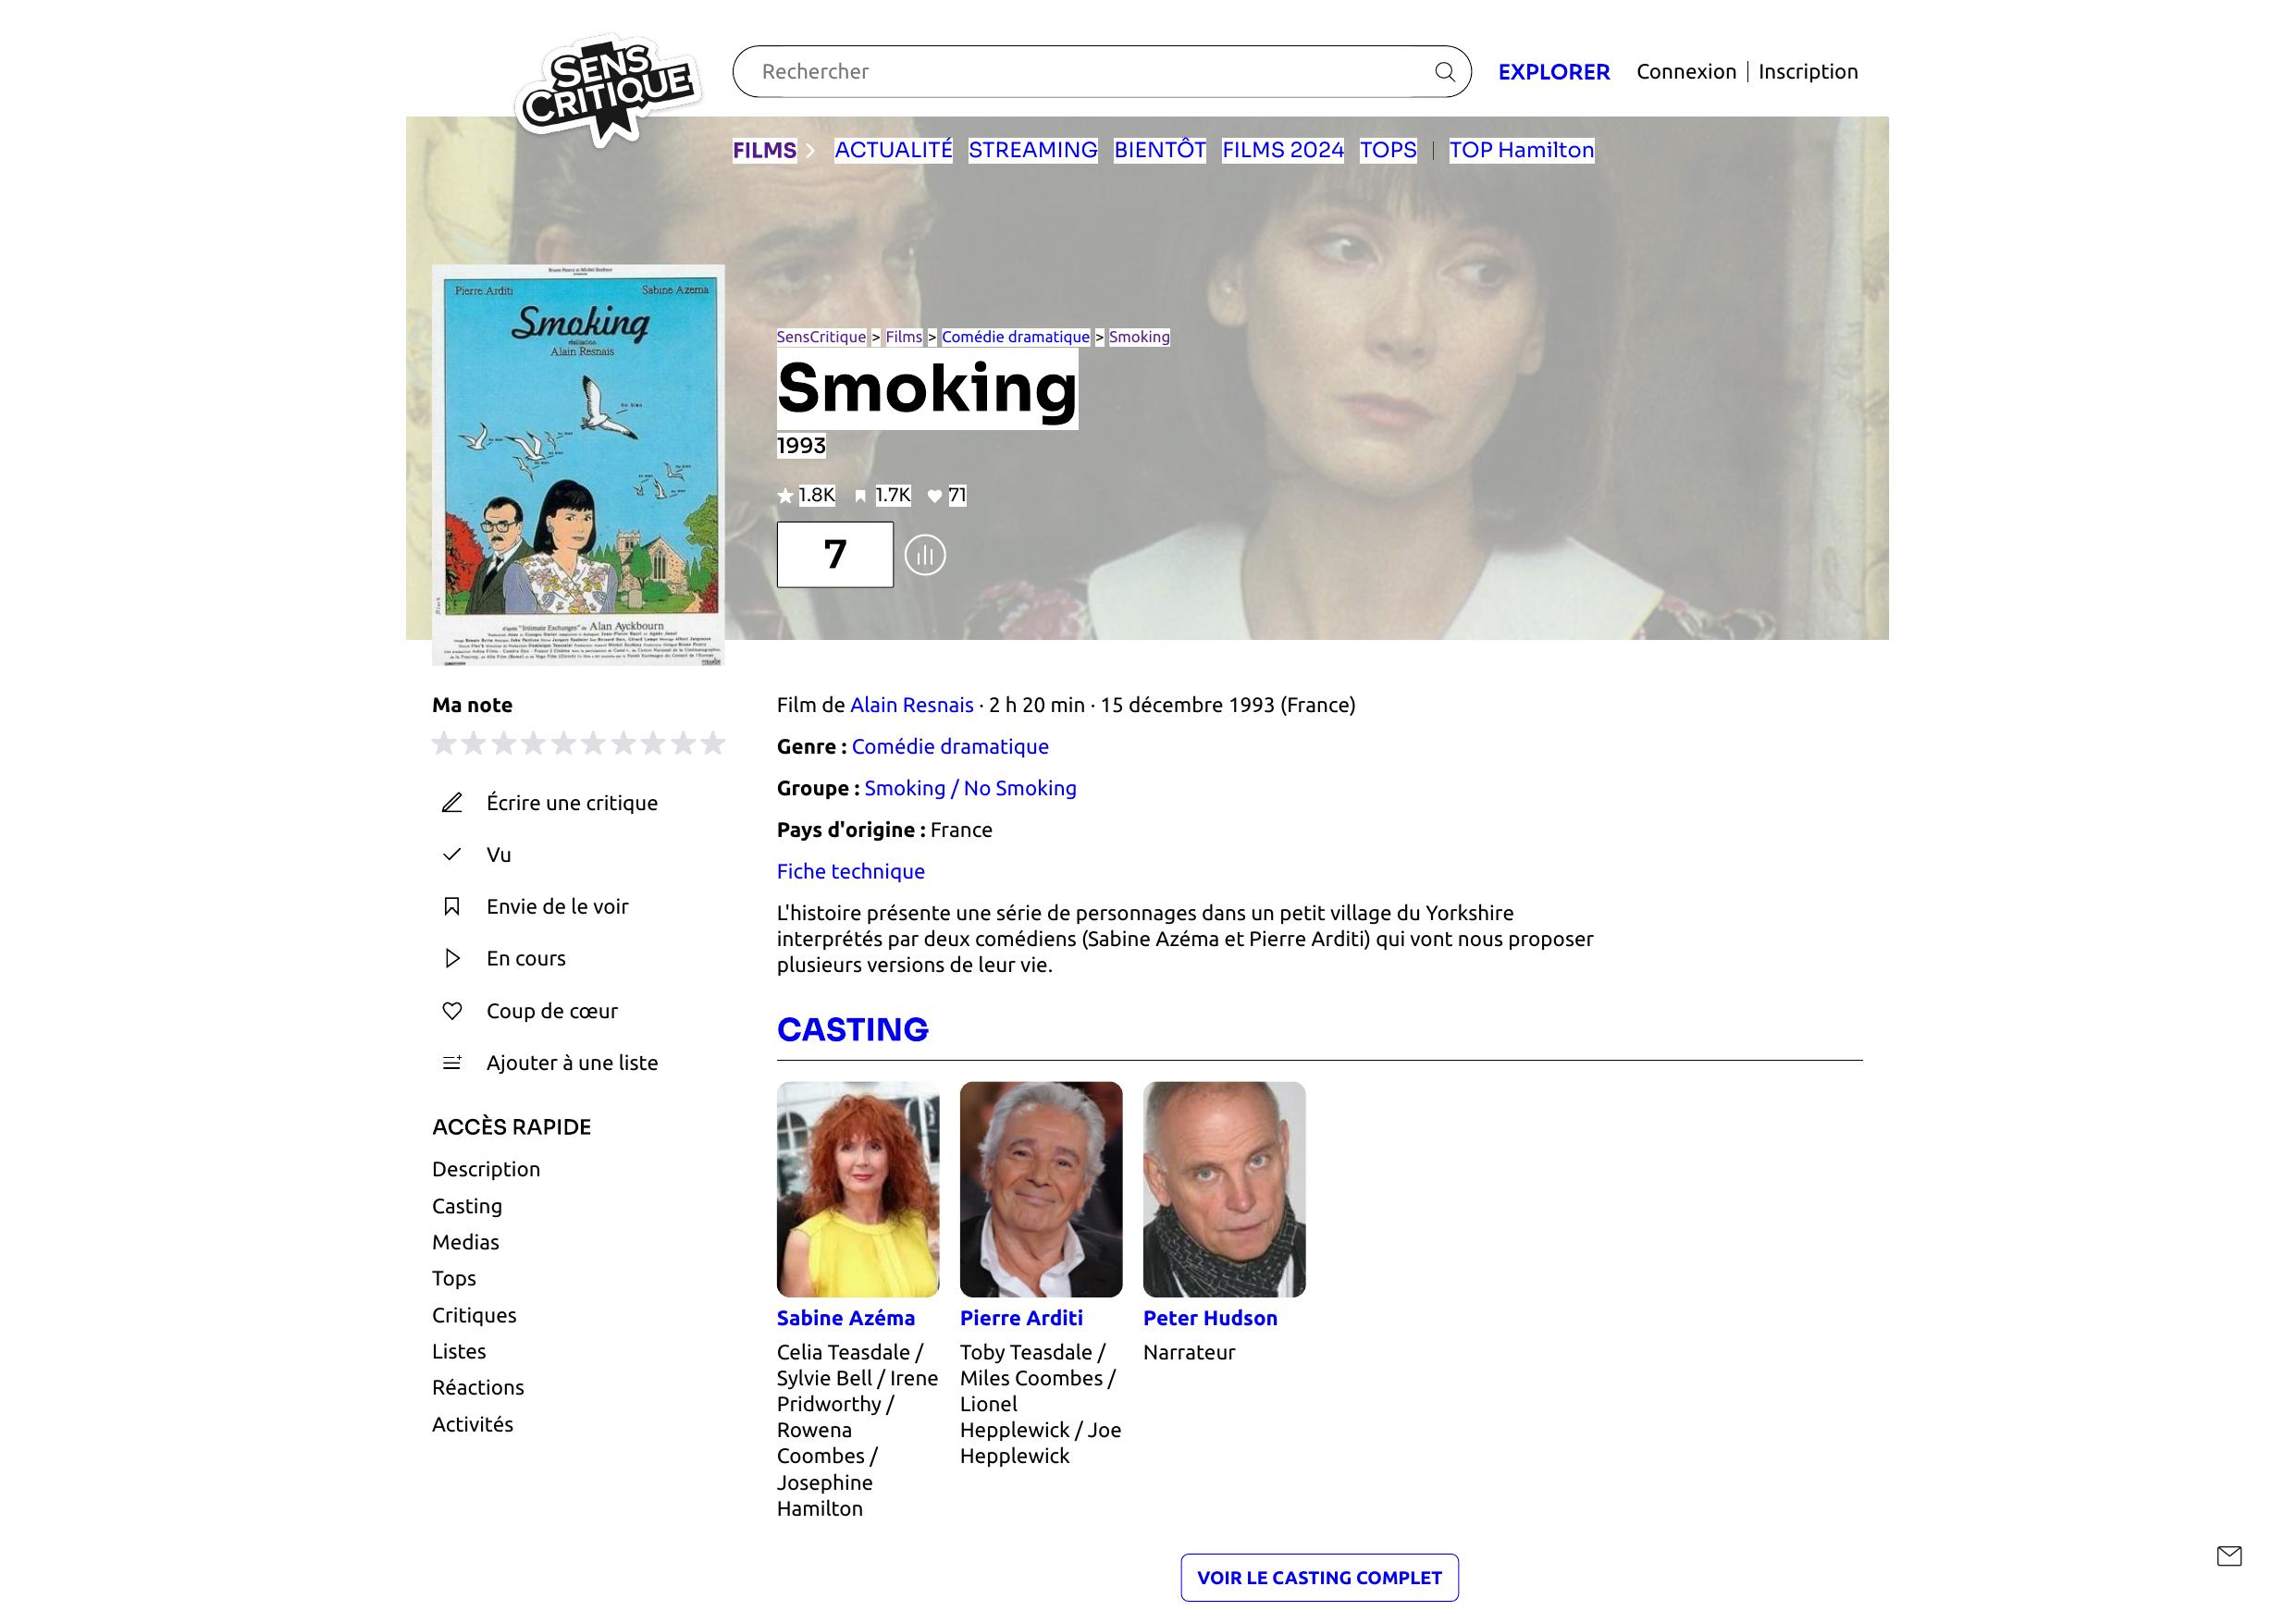 SENS
CRITIQUE
Rechercher
EXPLORER
Connexion | Inscription
FILMS
ACTUALITÉ
STREAMING
BIENTÔT
FILMS 2024
TOPS
TOP Hamilton
Pierre Arditi
Sabine Azema
Smoking
réalisation
Alain Resnais
d'après "Intimate Exchanges" de Alan Ayckbourn
SensCritique > Films > Comédie dramatique > Smoking
Smoking
1993
1.8K 1.7K 71
7
Ma note
Écrire une critique
Vu
Envie de le voir
En cours
Coup de cœur
Ajouter à une liste
ACCÈS RAPIDE
Description
Casting
Medias
Tops
Critiques
Listes
Réactions
Activités
Film de Alain Resnais · 2 h 20 min · 15 décembre 1993 (France)
Genre : Comédie dramatique
Groupe : Smoking / No Smoking
Pays d'origine : France
Fiche technique
L'histoire présente une série de personnages dans un petit village du Yorkshire
interprétés par deux comédiens (Sabine Azéma et Pierre Arditi) qui vont nous proposer
plusieurs versions de leur vie.
CASTING
Sabine Azéma
Celia Teasdale /
Sylvie Bell / Irene
Pridworthy /
Rowena
Coombes /
Josephine
Hamilton
Pierre Arditi
Toby Teasdale /
Miles Coombes /
Lionel
Hepplewick / Joe
Hepplewick
Peter Hudson
Narrateur
VOIR LE CASTING COMPLET